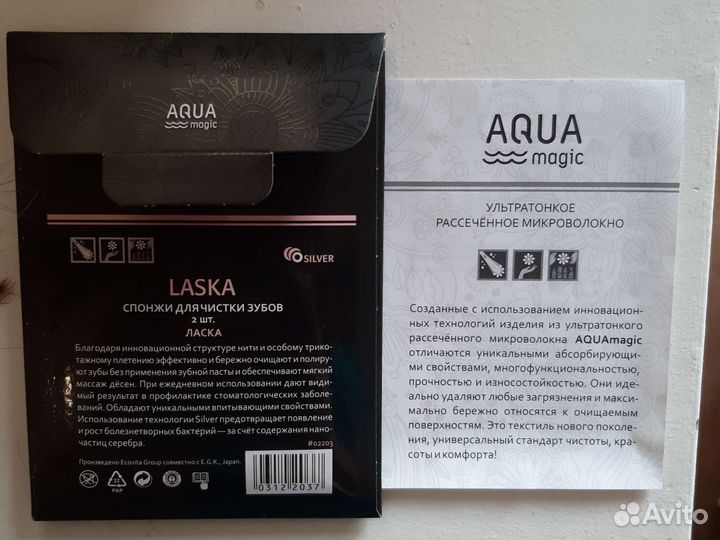 AQUA
magic
SILVER
LASKA
СПОНЖИ ДЛЯ ЧИСТКИ ЗУБОВ
2 шт.
ЛАСКА
Благодаря инновационной структуре нити и особому трико-
тажному плетению эффективно и бережно очищают и полиру-
ют зубы без применения зубной пасты и обеспечивают мягкий
массаж дёсен. При ежедневном использовании дают види-
мый результат в профилактике стоматологических заболе-
ваний. Обладают уникальными впитывающими свойствами.
Использование технологии Silver предотвращает появление
и рост болезнетворных бактерий — за счёт содержания нано-
частиц серебра.
#02203
Произведено Ecovita Group совместно с E.G.K., Japan.
22
PAP
0312 2037
AQUA
magic
УЛЬТРАТОНКОЕ
РАССЕЧЁННОЕ МИКРОВОЛОКНО
Созданные с использованием инновацион-
ных технологий изделия из ультратонкого
рассечённого микроволокна AQUAmagic
отличаются уникальными абсорбирующи-
ми свойствами, многофункциональностью,
прочностью и износостойкостью. Они иде-
ально удаляют любые загрязнения и макси-
мально бережно относятся к очищаемым
поверхностям. Это текстиль нового поколе-
ния, универсальный стандарт чистоты, кра-
соты и комфорта!
Avito